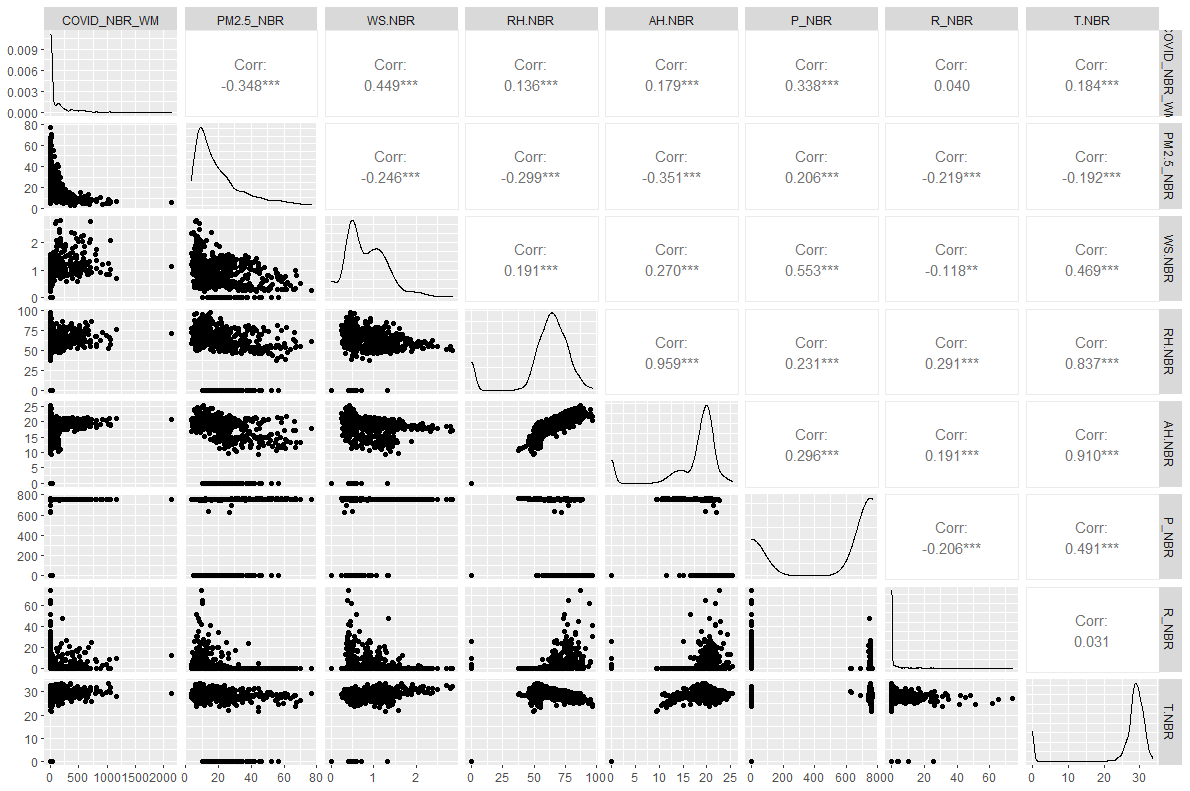 COVID_NBR_WM PM2.5_NBR WS.NBR RH.NBR AH.NBR P_NBR R_NBR T.NBR
0.009
0.006
0.003
0.000
Corr: Corr: Corr: Corr: Corr: Corr: Corr:
-0.348*** 0.449*** 0.136*** 0.179*** 0.338*** 0.040 0.184***
COVID_NBR_WM
80
60
40
20
0
Corr: Corr: Corr: Corr: Corr: Corr:
-0.246*** -0.299*** -0.351*** 0.206*** -0.219*** -0.192***
PM2.5_NBR
2
1
0
Corr: Corr: Corr: Corr: Corr:
0.191*** 0.270*** 0.553*** -0.118** 0.469***
WS.NBR
100
75
50
25
0
Corr: Corr: Corr: Corr:
0.959*** 0.231*** 0.291*** 0.837***
RH.NBR
25
20
15
10
5
0
Corr: Corr: Corr:
0.296*** 0.191*** 0.910***
AH.NBR
800
600
400
200
0
Corr: Corr:
-0.206*** 0.491***
P_NBR
60
40
20
0
Corr:
0.031
R_NBR
30
20
10
0
T.NBR
0 500 1000 1500 2000 0 20 40 60 80 0 1 2 0 25 50 75 100 0 5 10 15 20 25 0 200 400 600 800 0 20 40 60 0 10 20 30